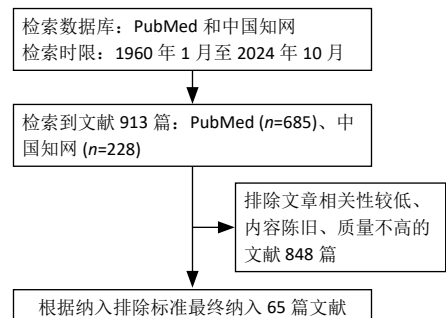 检索数据库：PubMed 和中国知网
检索时限：1960 年 1 月至 2024 年 10 月
检索到文献 913 篇：PubMed (n=685)、中
国知网 (n=228)
排除文章相关性较低、
内容陈旧、质量不高的
文献 848 篇
根据纳入排除标准最终纳入 65 篇文献